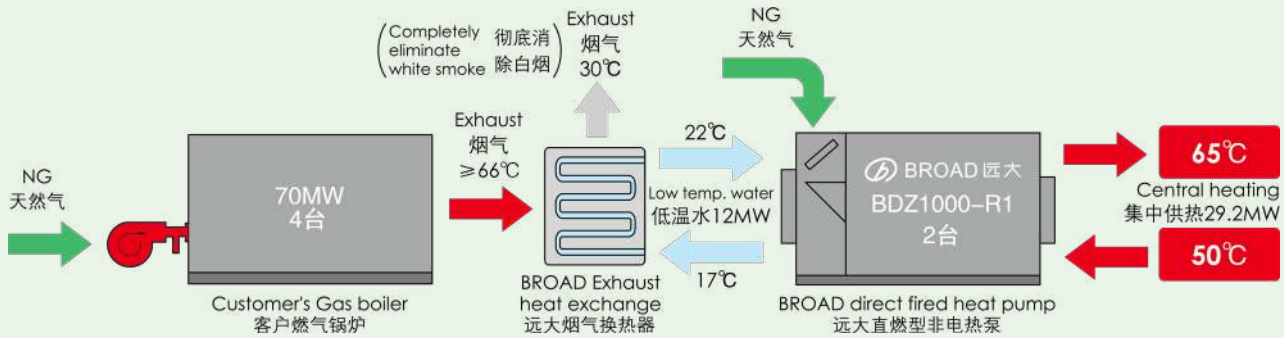 NG
天然气
70MW
4台
Customer's Gas boiler
客户燃气锅炉
Exhaust
烟气
≥66℃
(Completely eliminate white smoke 彻底消除白烟)
Exhaust
烟气
30℃
BROAD Exhaust
heat exchange
远大烟气换热器
22℃
Low temp. water
低温水12MW
17℃
NG
天然气
BROAD 远大
BDZ1000-R1
2台
BROAD direct fired heat pump
远大直燃型非电热泵
65℃
Central heating
集中供热29.2MW
50℃